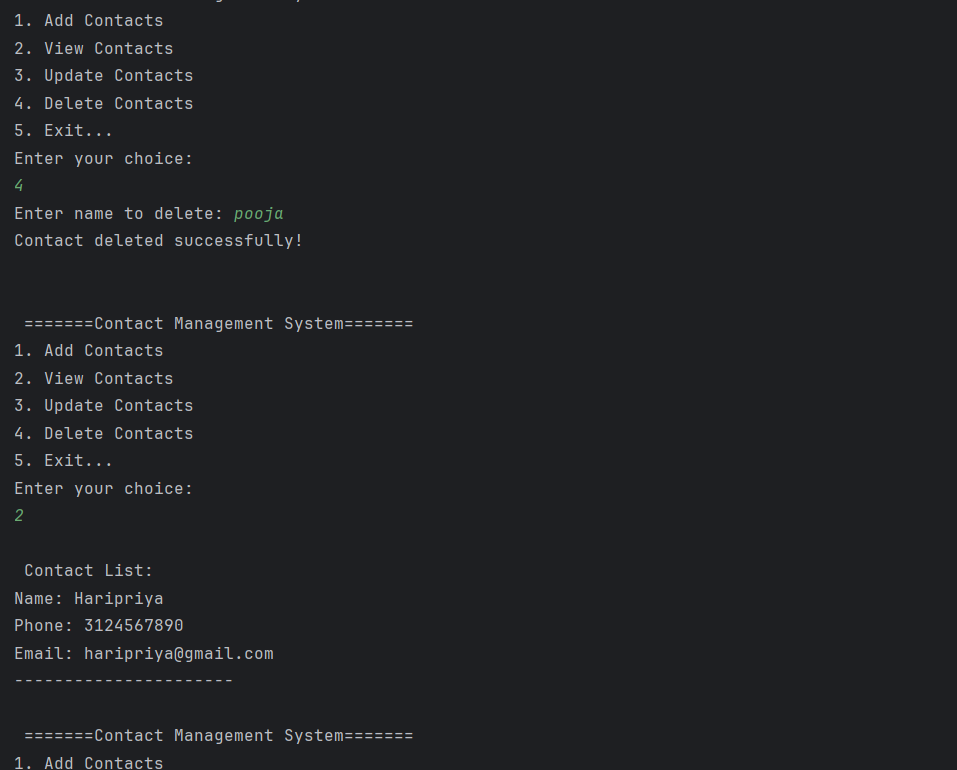 1. Add Contacts
2. View Contacts
3. Update Contacts
4. Delete Contacts
5. Exit...
Enter your choice:
4
Enter name to delete: pooja
Contact deleted successfully!
=======Contact Management System=======
1. Add Contacts
2. View Contacts
3. Update Contacts
4. Delete Contacts
5. Exit...
Enter your choice:
2
Contact List:
Name: Haripriya
Phone: 3124567890
Email: haripriya@gmail.com
----------------------
=======Contact Management System=======
1. Add Contacts